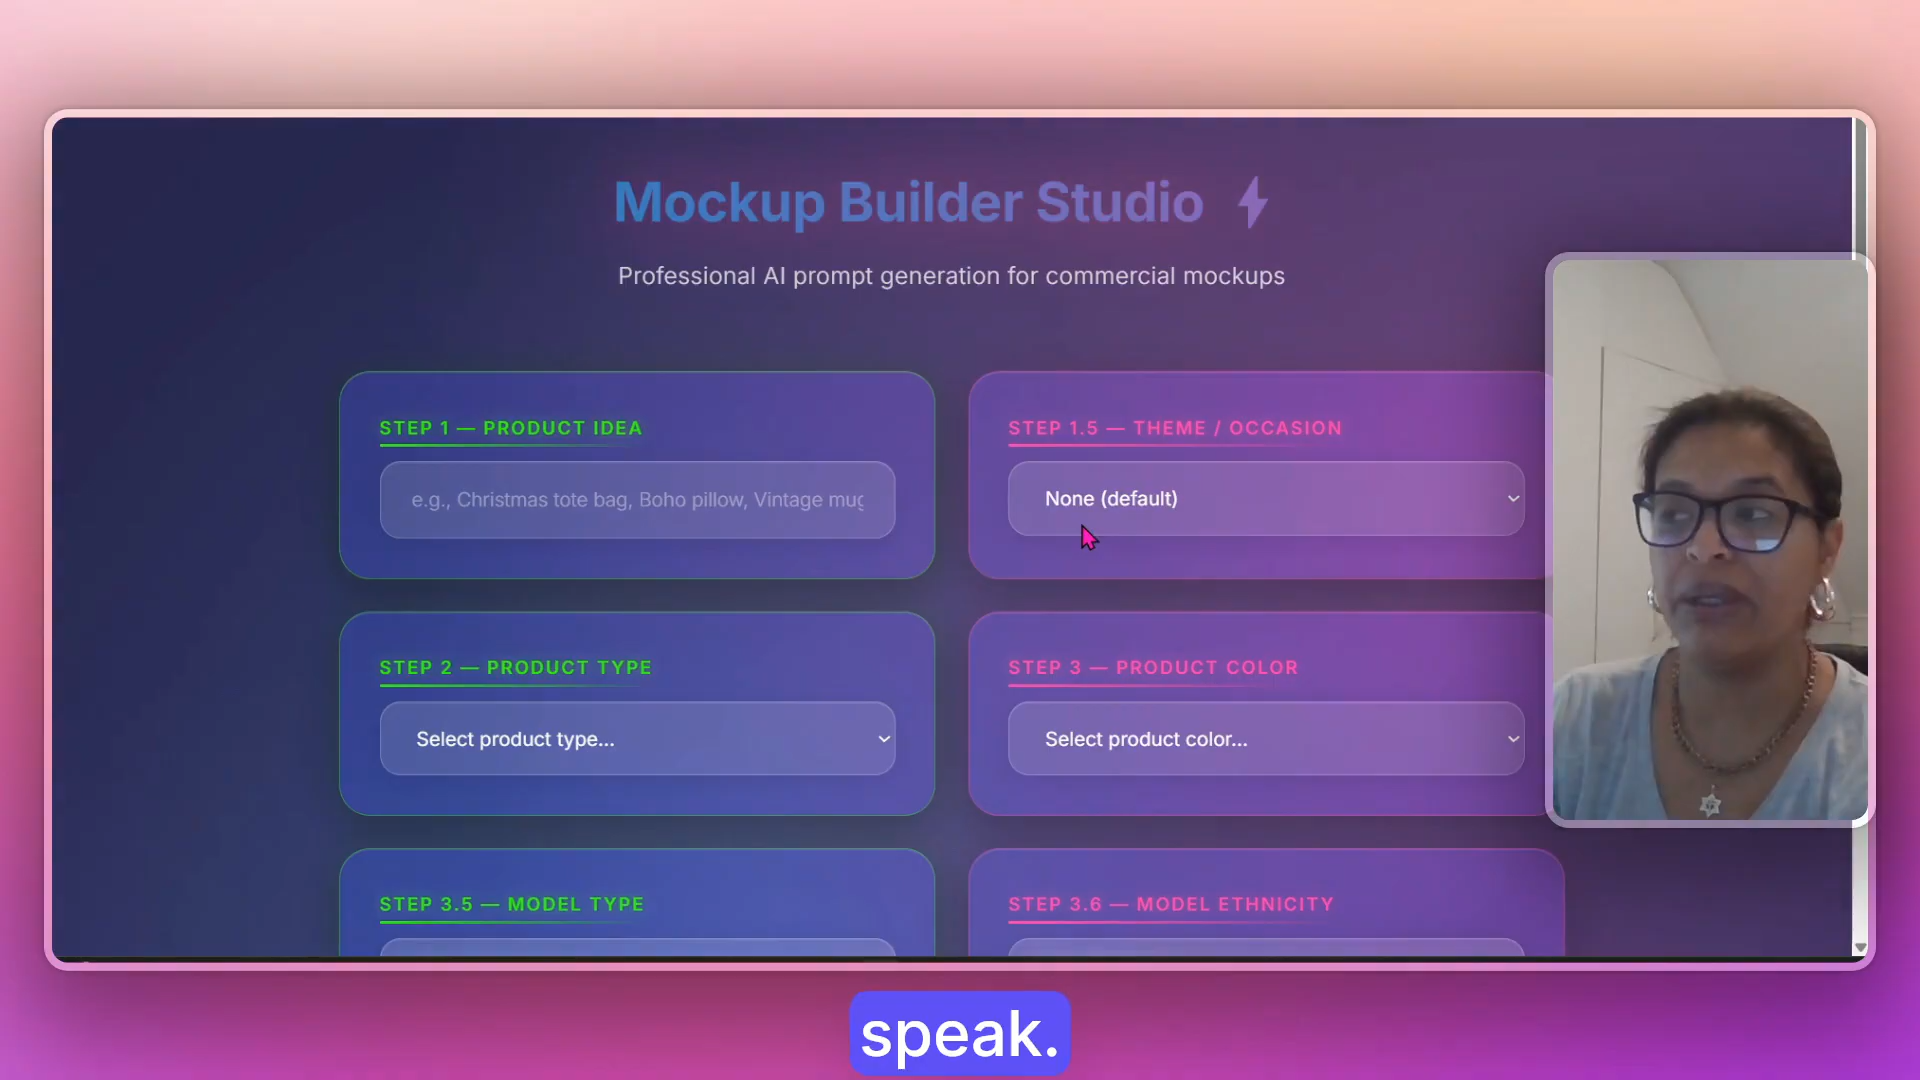 Mockup Builder Studio
Professional AI prompt generation for commercial mockups
STEP 1 — PRODUCT IDEA
e.g., Christmas tote bag, Boho pillow, Vintage mug
STEP 1.5 — THEME / OCCASION
None (default)
STEP 2 — PRODUCT TYPE
Select product type...
STEP 3 — PRODUCT COLOR
Select product color...
STEP 3.5 — MODEL TYPE
STEP 3.6 — MODEL ETHNICITY
speak.